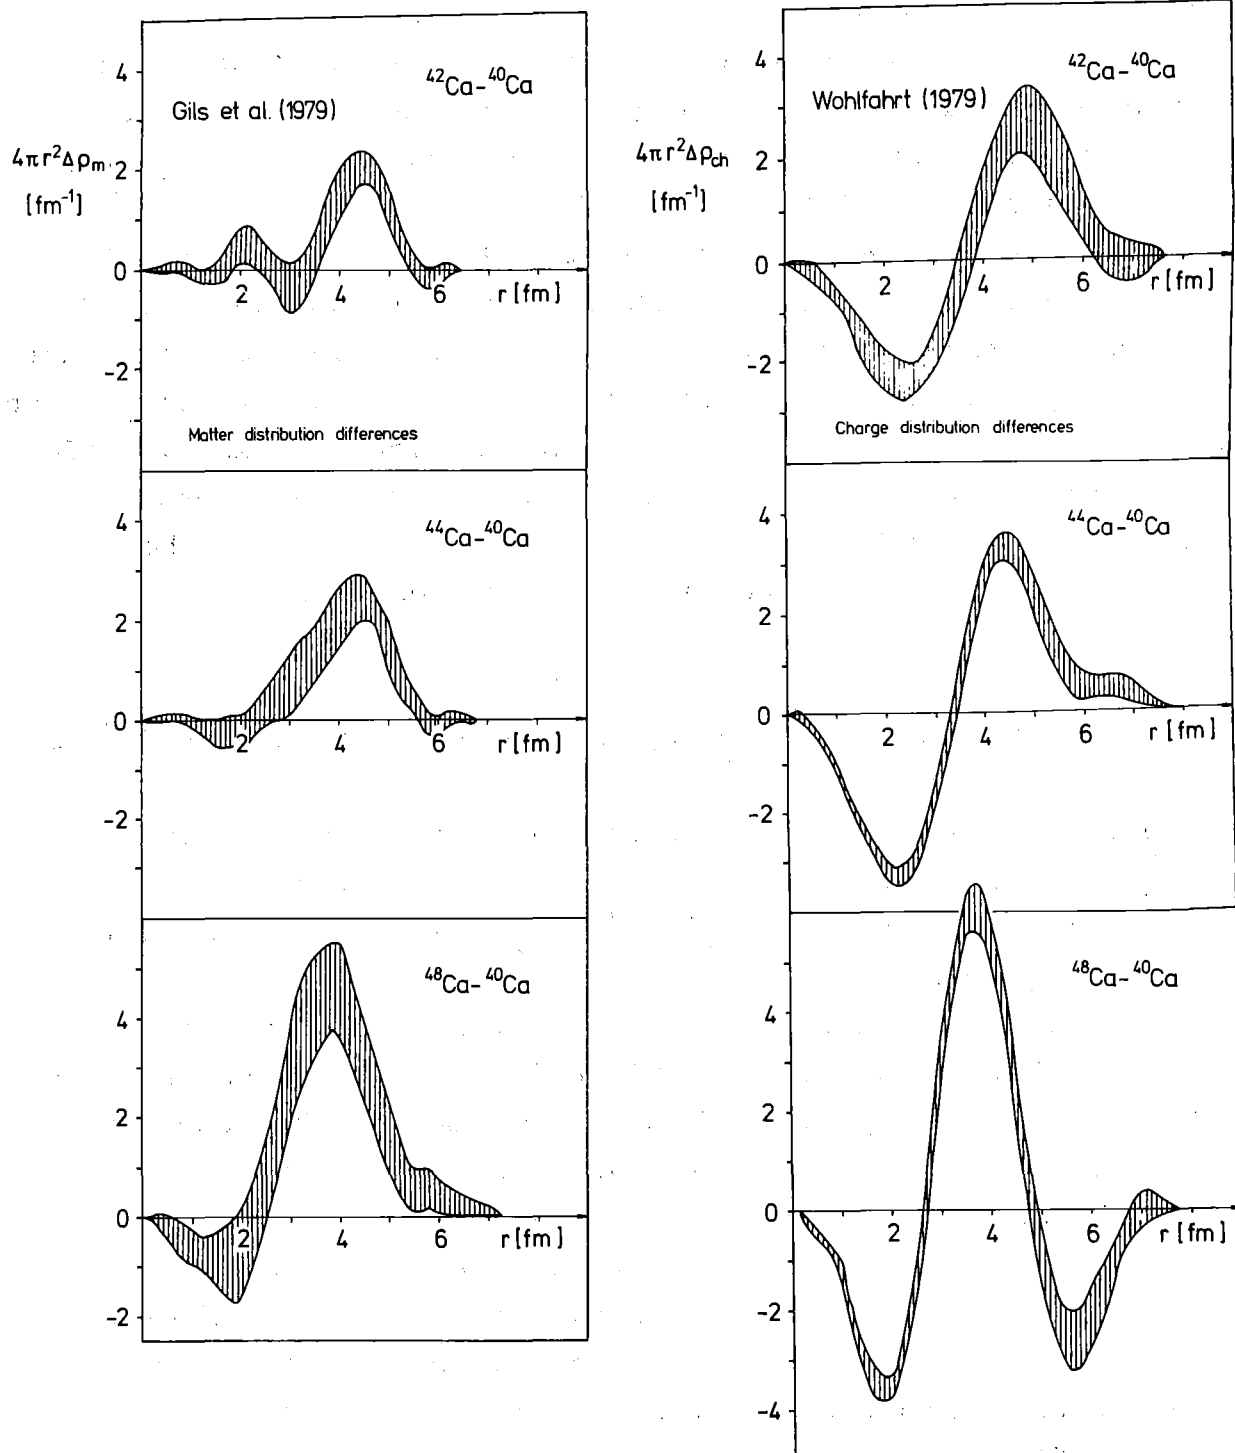 4
⁴²Ca-⁴⁰Ca
Gils et al. (1979)
4πr²Δρm
[fm⁻¹]
2
0
2
4
6
r [fm]
-2
Matter distribution differences
4
⁴⁴Ca-⁴⁰Ca
2
0
2
4
6
r [fm]
-2
⁴⁸Ca-⁴⁰Ca
4
2
0
2
4
6
r [fm]
-2
4
⁴²Ca-⁴⁰Ca
Wohlfahrt (1979)
4πr²Δρch
[fm⁻¹]
2
0
2
4
6
r [fm]
-2
Charge distribution differences
4
⁴⁴Ca-⁴⁰Ca
2
0
2
4
6
r [fm]
-2
⁴⁸Ca-⁴⁰Ca
4
2
0
2
4
6
r [fm]
-2
-4